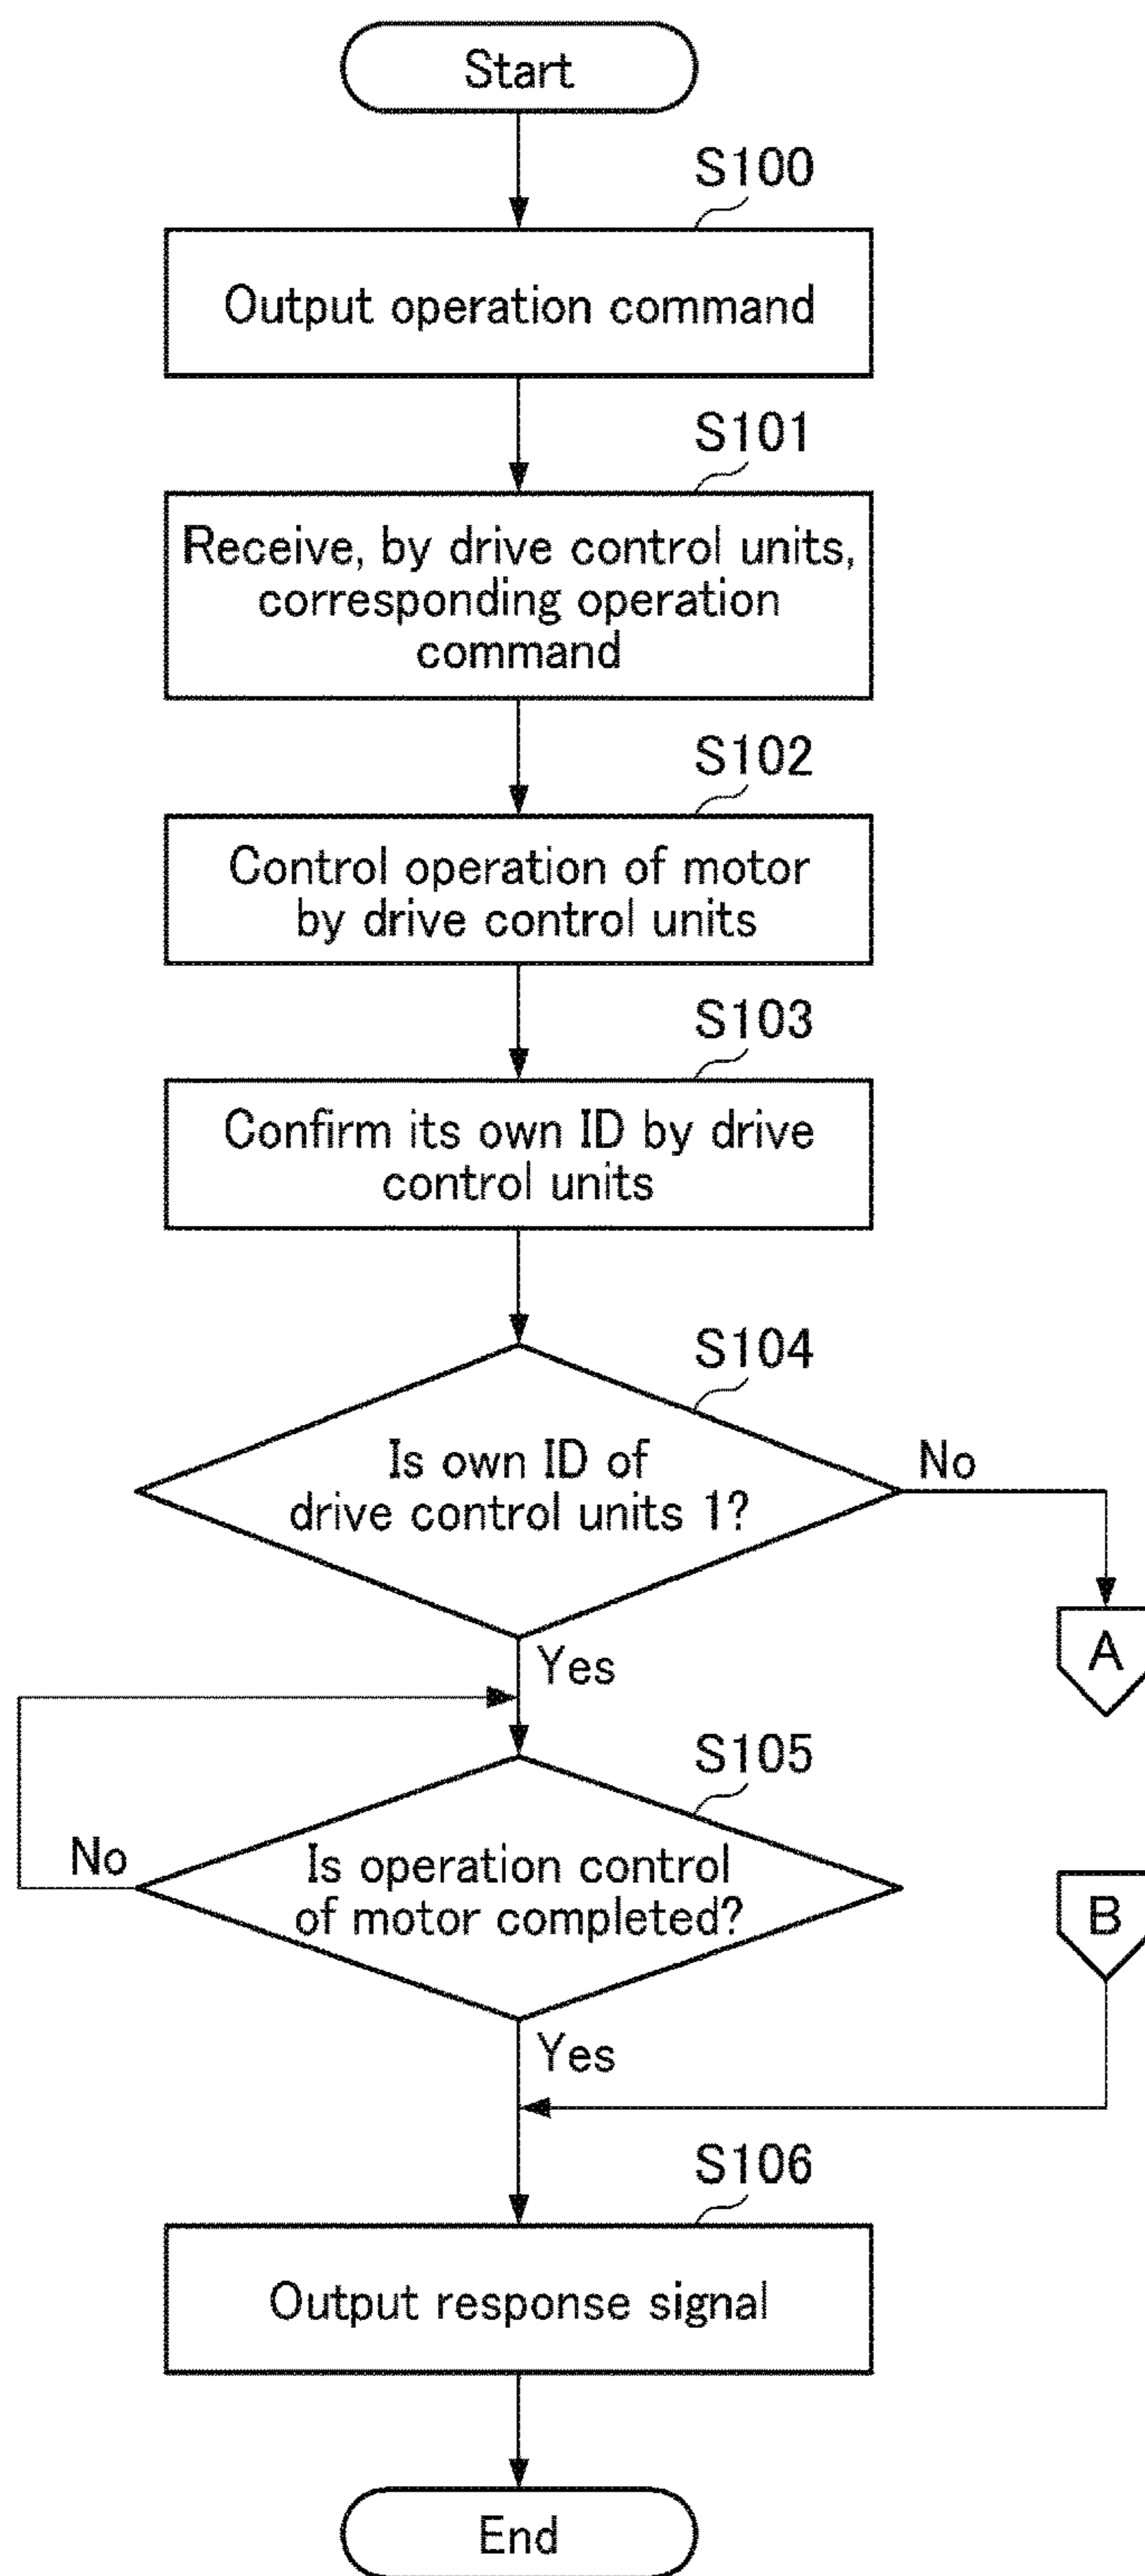 Start
S100
Output operation command
S101
Receive, by drive control units,
corresponding operation
command
S102
Control operation of motor
by drive control units
S103
Confirm its own ID by drive
control units
S104
Is own ID of
drive control units 1?
No
Yes
A
S105
Is operation control
of motor completed?
No
B
Yes
S106
Output response signal
End